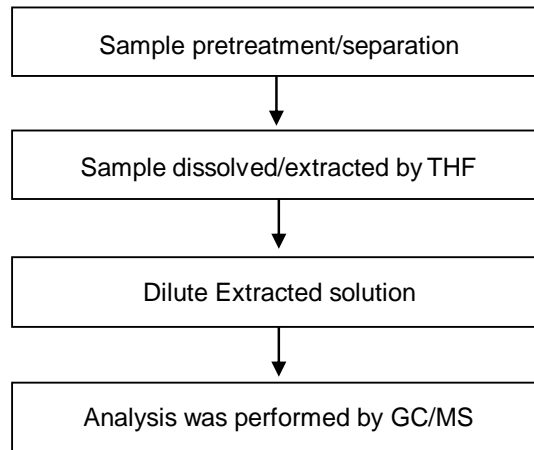 Sample pretreatment/separation
Sample dissolved/extracted by THF
Dilute Extracted solution
Analysis was performed by GC/MS